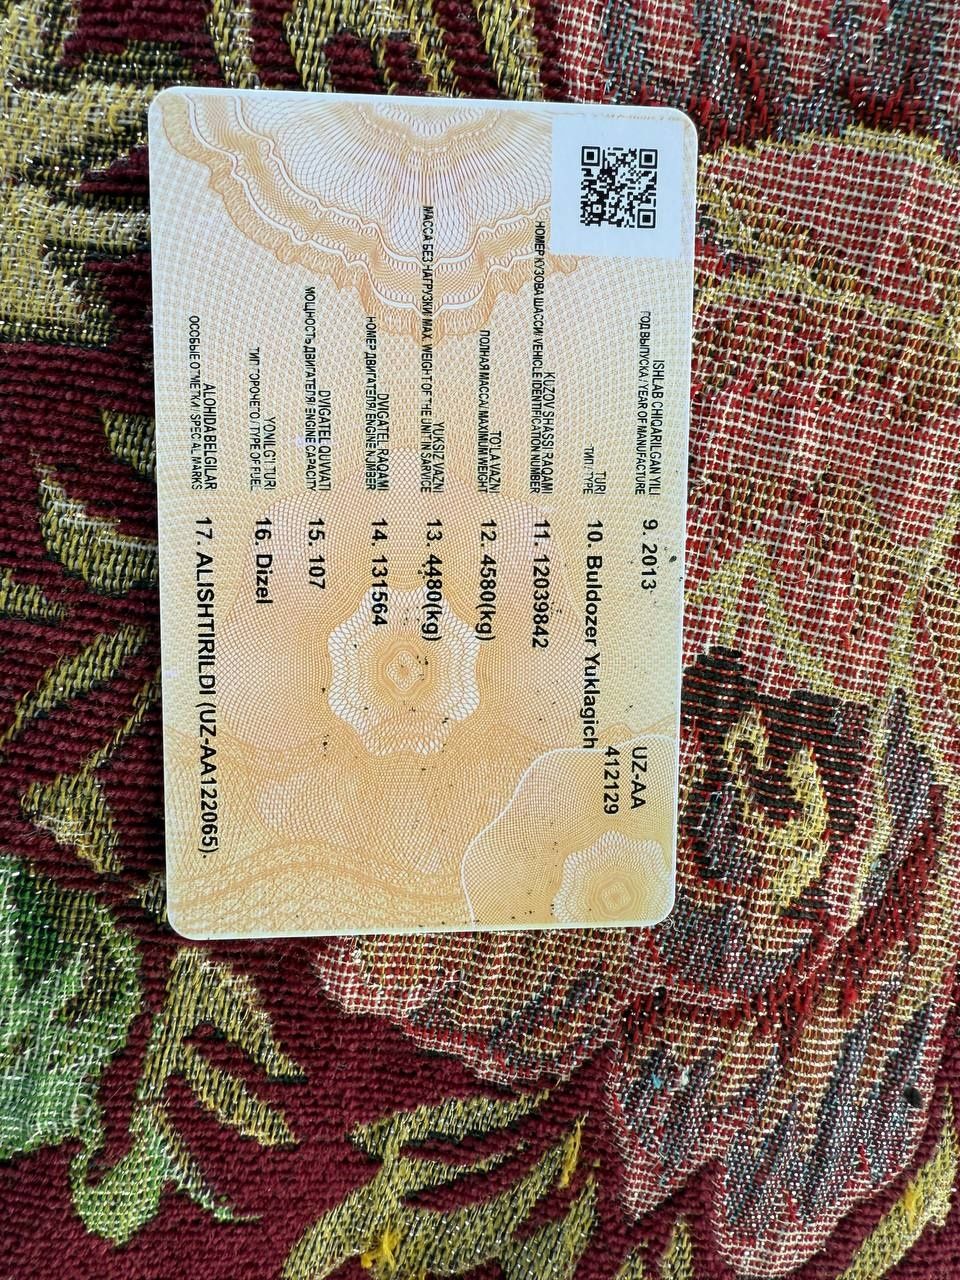 UZ-AA
412129
ISHLAB CHIQARILGAN YILI
ГОД ВЫПУСКА / YEAR OF MANUFACTURE
9. 2013
TURI
ТИП / TYPE
10. Buldozer Yuklagich
KUZOV SHASSI RAQAMI
НОМЕР КУЗОВА ШАССИ/ VEHICLE IDENTIFICATION NUMBER
11. 12039842
TO'LA VAZNI
ПОЛНАЯ МАССА/ MAXIMUM WEIGHT
12. 4580(kg)
YUKSIZ VAZNI
МАССА БЕЗ НАГРУЗКИ MAX. WEIGHT OF THE UNIT IN SARVICE
13. 4480(kg)
DVIGATEL RAQAMI
НОМЕР ДВИГАТЕЛЯ/ ENGINE NUMBER
14. 131564
DVIGATEL QUVVATI
МОЩНОСТЬ ДВИГАТЕЛЯ/ ENGINE CAPACITY
15. 107
YONILG'I TURI
ТИП ГОРЮЧЕГО / TYPE OF FUEL
16. Dizel
ALOHIDA BELGILAR
ОСОБЫЕ ОТМЕТКИ/ SPECIAL MARKS
17. ALISHTIRILDI (UZ-AA122065).